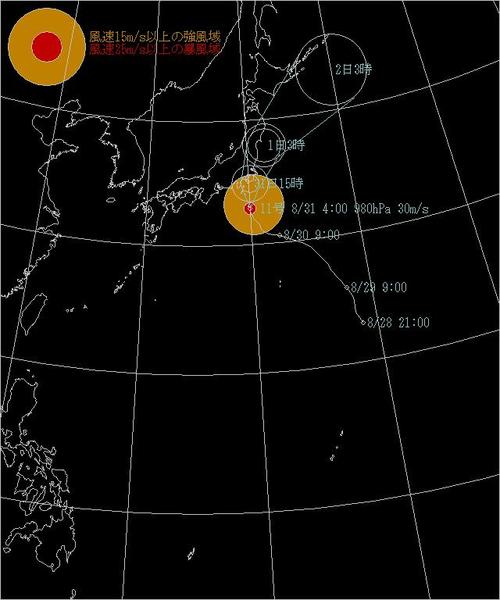 風速15m/s以上の強風域
風速25m/s以上の暴風域
2日3時
1日3時
31日15時
11号 8/31 4:00 980hPa 30m/s
8/30 9:00
8/29 9:00
8/28 21:00